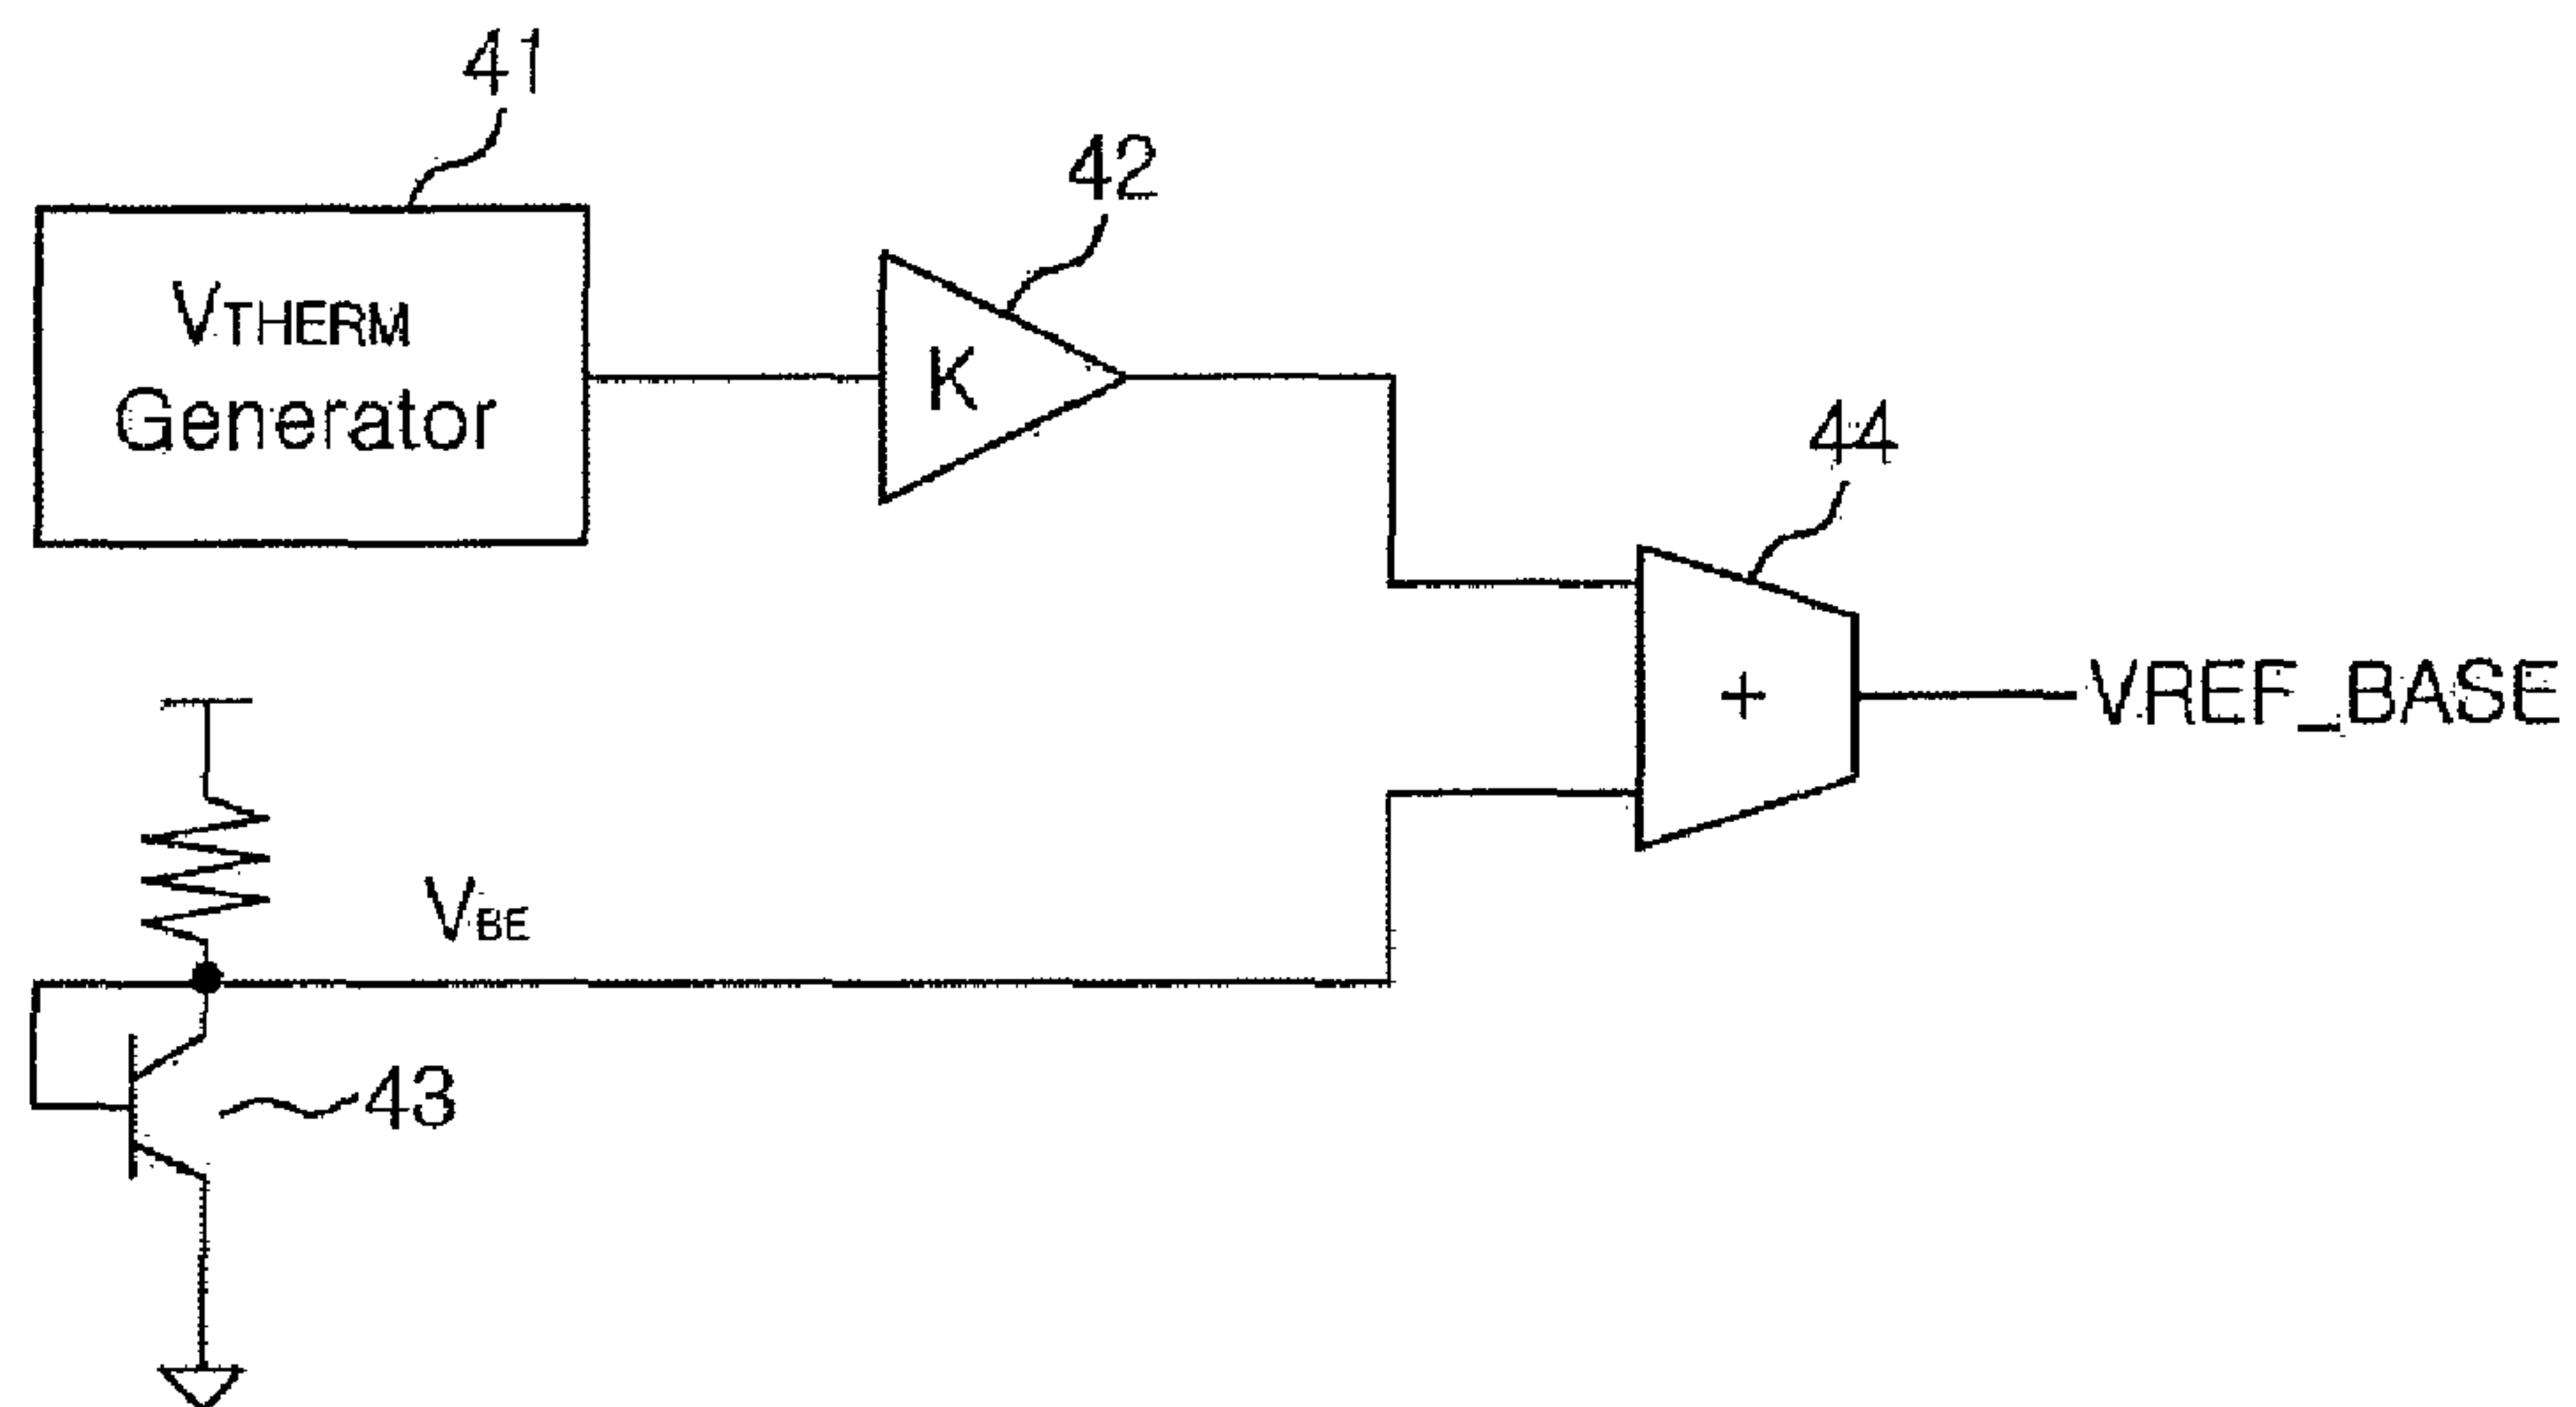 41
42
VTHERM
Generator
K
44
+
VREF_BASE
VBE
43